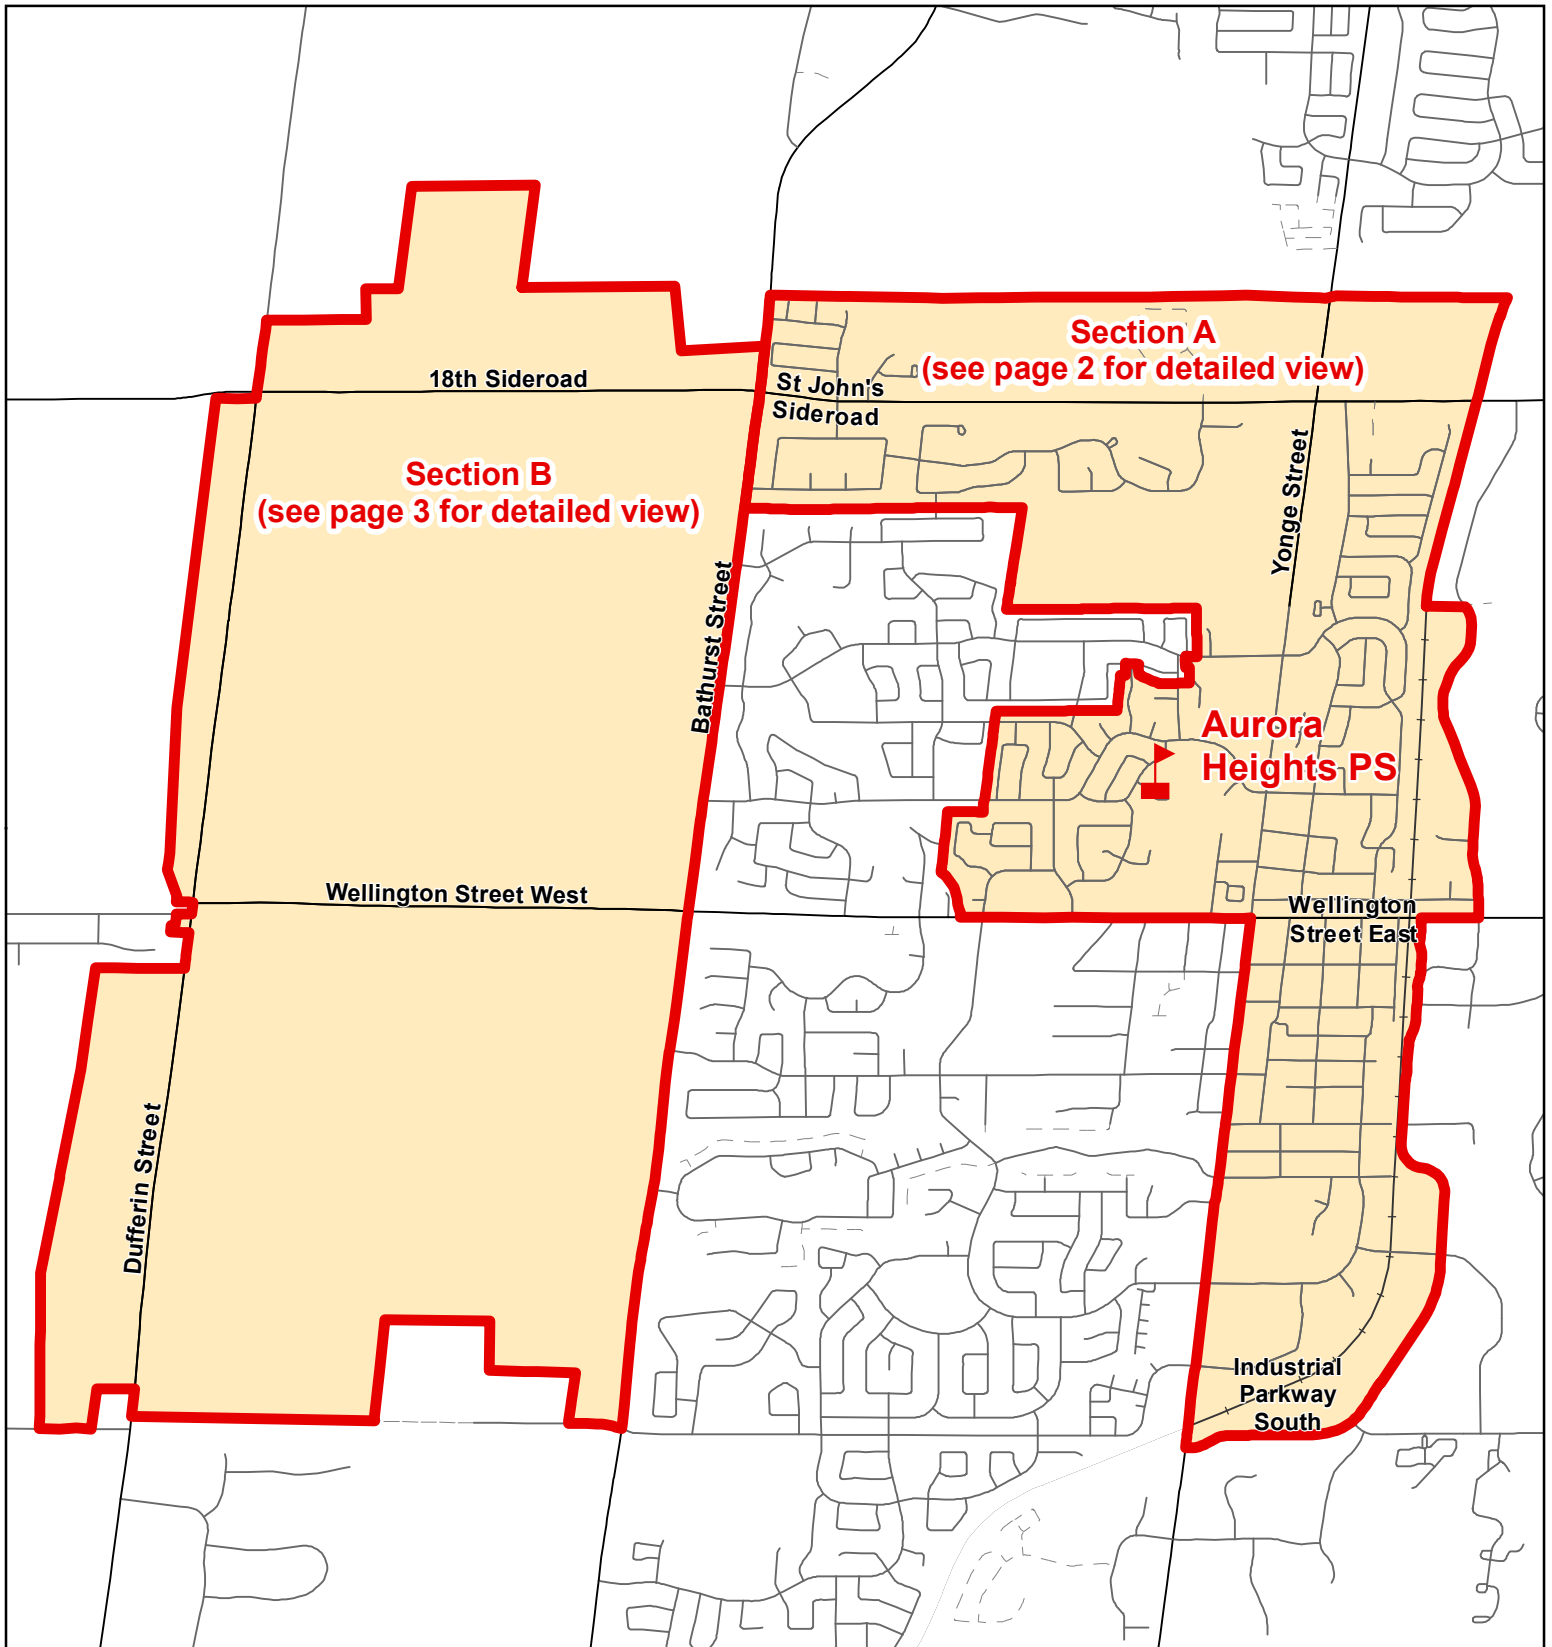 Section A
(see page 2 for detailed view)
18th Sideroad
St John's
Sideroad
Section B
(see page 3 for detailed view)
Yonge Street
Bathurst Street
Aurora
Heights PS
Wellington Street West
Wellington
Street East
Dufferin Street
Industrial
Parkway
South